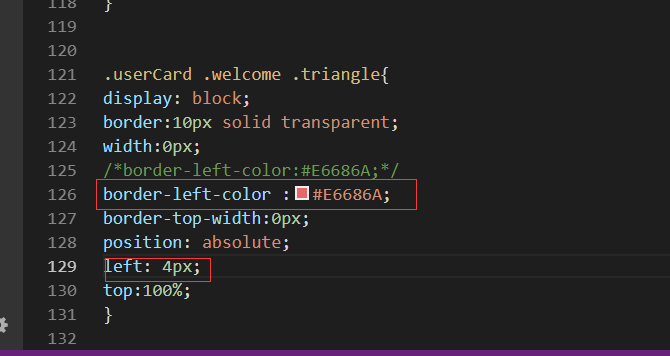 118 }
119
120
121 .userCard .welcome .triangle{
122 display: block;
123 border:10px solid transparent;
124 width:0px;
125 /*border-left-color:#E6686A;*/
126 border-left-color :#E6686A;
127 border-top-width:0px;
128 position: absolute;
129 left: 4px;
130 top:100%;
131 }
132